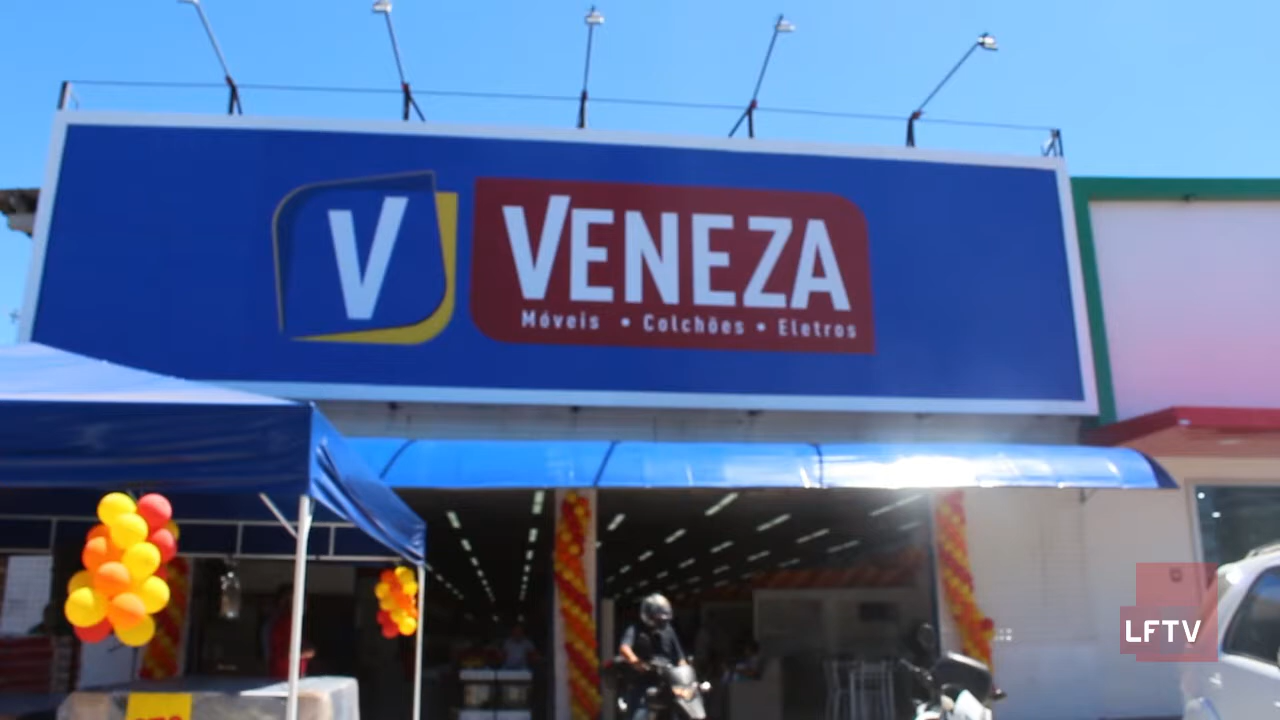 V
VENEZA
Móveis • Colchões • Eletros
LFTV